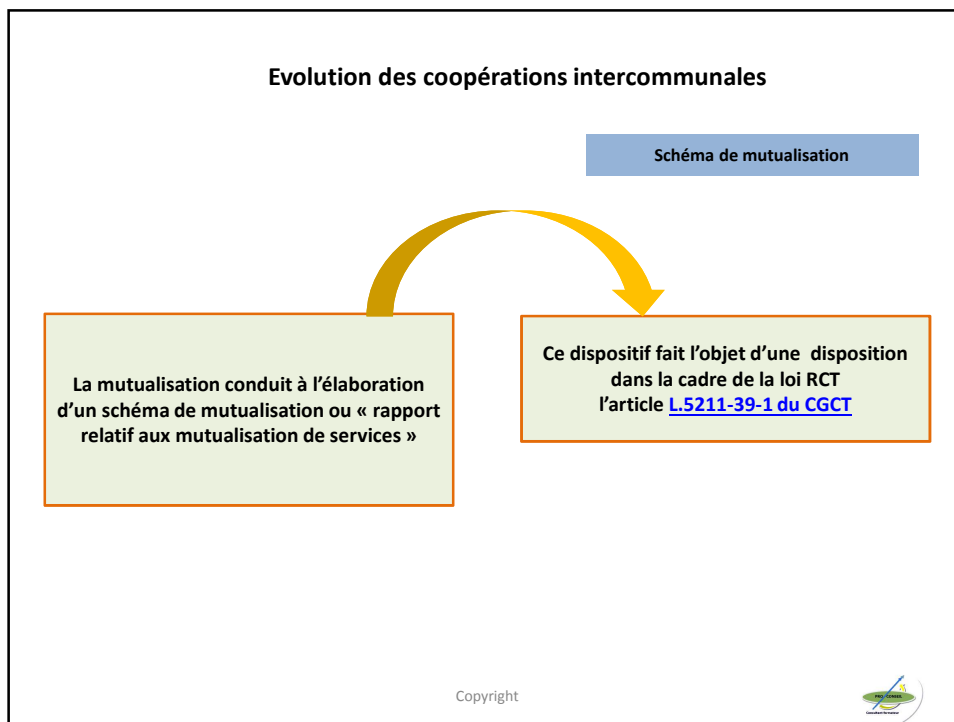 Evolution des coopérations intercommunales
Schéma de mutualisation
La mutualisation conduit à l'élaboration
d'un schéma de mutualisation ou « rapport
relatif aux mutualisation de services »
Ce dispositif fait l'objet d'une disposition
dans la cadre de la loi RCT
l'article L.5211-39-1 du CGCT
Copyright
Consultant formateur